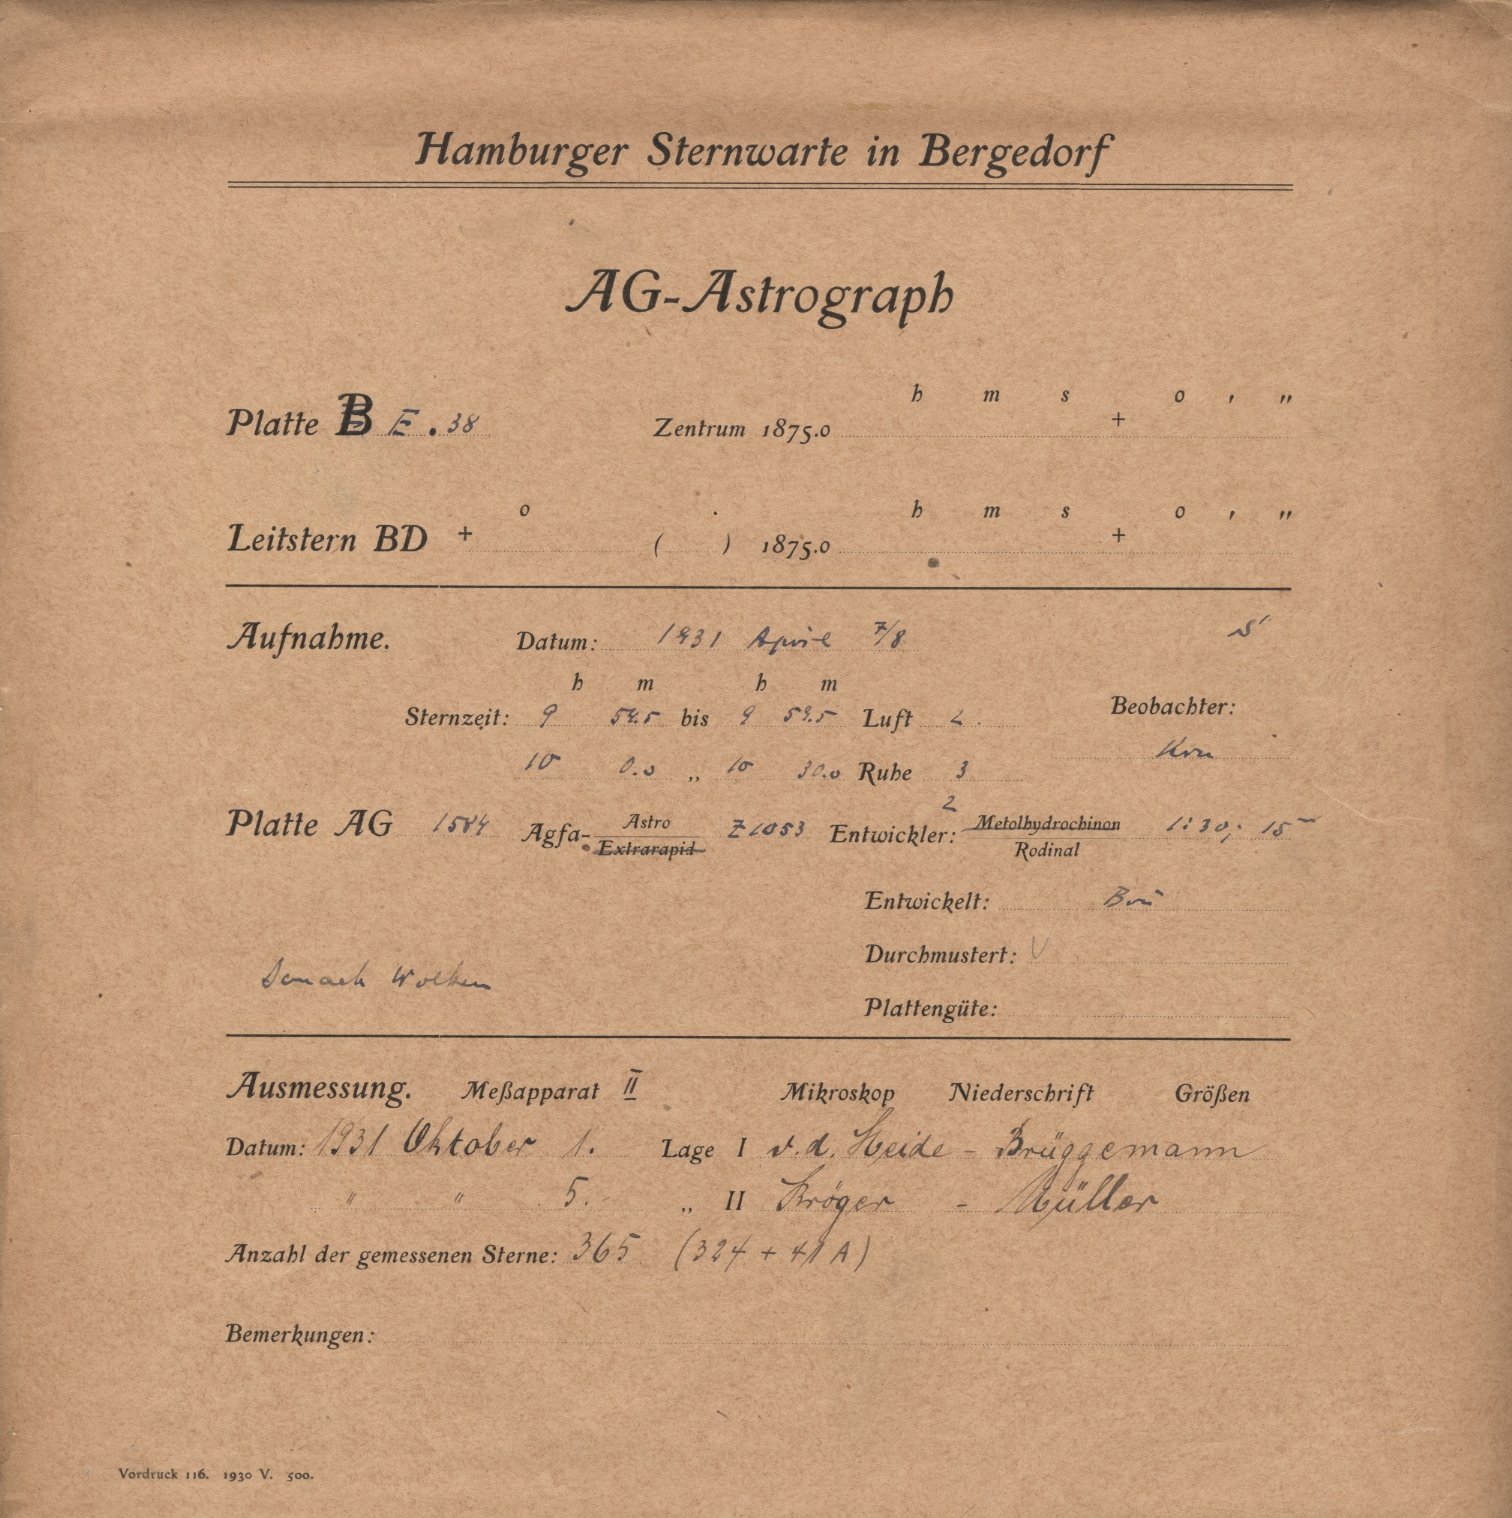 Hamburger Sternwarte in Bergedorf
AG-Astrograph
h m s o ' "
Platte B E. 38 Zentrum 1875.0 +
o h m s o ' "
Leitstern BD + ( ) 1875.0 +
Aufnahme. Datum: 1931 April 7/8 S
h m h m
Sternzeit: 9 54.5 bis 9 59.5 Luft 2. Beobachter:
10 0.0 „ 10 30.0 Ruhe 3
Platte AG 1584 Agfa- Astro Extrarapid Z1053 Entwickler: 2 Metolhydrochinon Rodinal 1:30; 15m
Entwickelt:
Durchmustert: V
Danach Wolken
Plattengüte:
Ausmessung. Meßapparat II Mikroskop Niederschrift Größen
Datum: 1931 Oktober 1. Lage I v.d. Heide - Brüggemann
" " 5. „ II Kröger - Müller
Anzahl der gemessenen Sterne: 365 (324 + 41 A)
Bemerkungen:
Vordruck 116. 1930 V. 500.